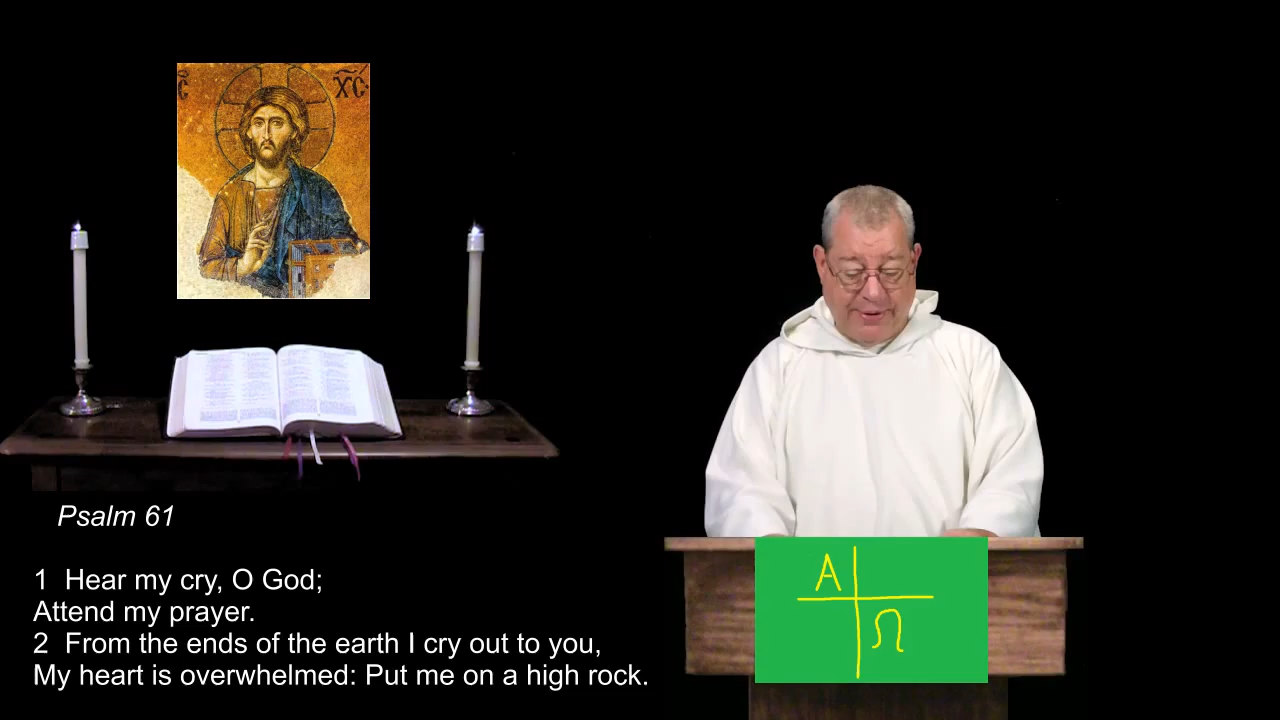 ΧC
Psalm 61
1 Hear my cry, O God;
Attend my prayer.
2 From the ends of the earth I cry out to you,
My heart is overwhelmed: Put me on a high rock.
A
Ω